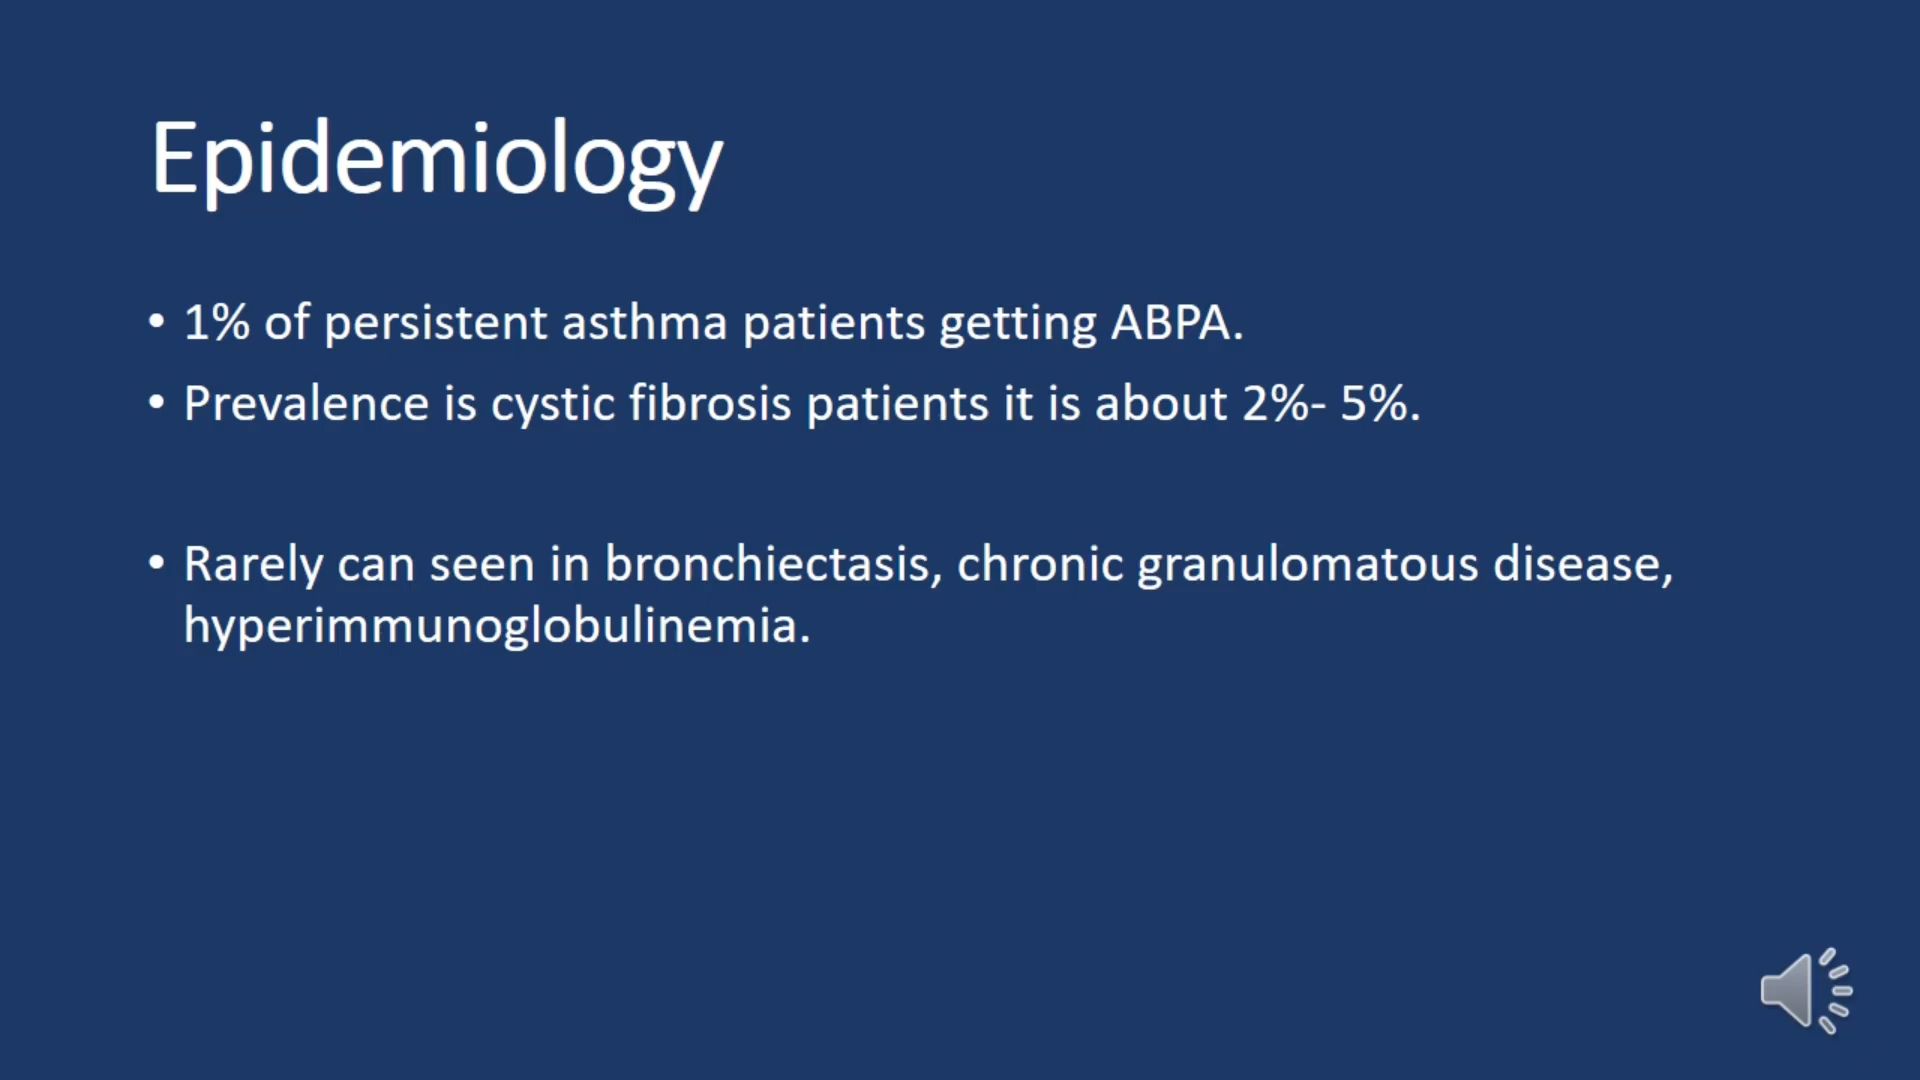 Epidemiology
• 1% of persistent asthma patients getting ABPA.
• Prevalence is cystic fibrosis patients it is about 2%- 5%.
• Rarely can seen in bronchiectasis, chronic granulomatous disease,
hyperimmunoglobulinemia.